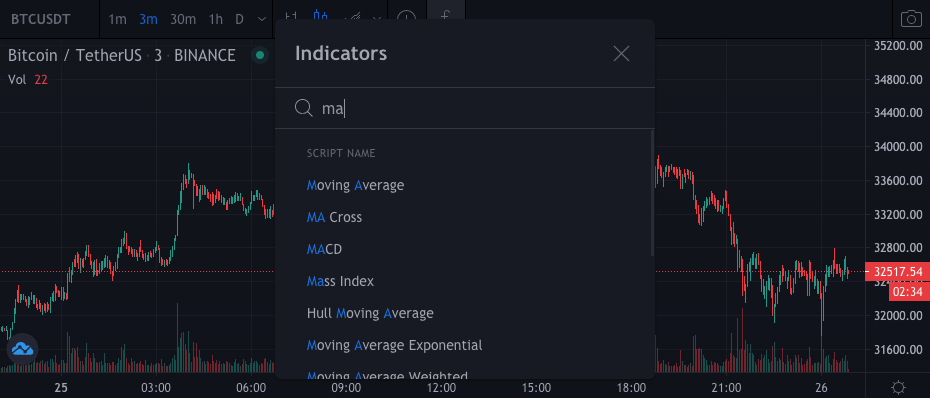 BTCUSDT 1m 3m 30m 1h D
Indicators
Bitcoin / TetherUS · 3 · BINANCE
Vol 22
ma
SCRIPT NAME
Moving Average
MA Cross
MACD
Mass Index
Hull Moving Average
Moving Average Exponential
Moving Average Weighted
35200.00
34800.00
34400.00
34000.00
33600.00
33200.00
32800.00
32517.54
02:34
32000.00
31600.00
25 03:00 06:00 09:00 12:00 15:00 18:00 21:00 26